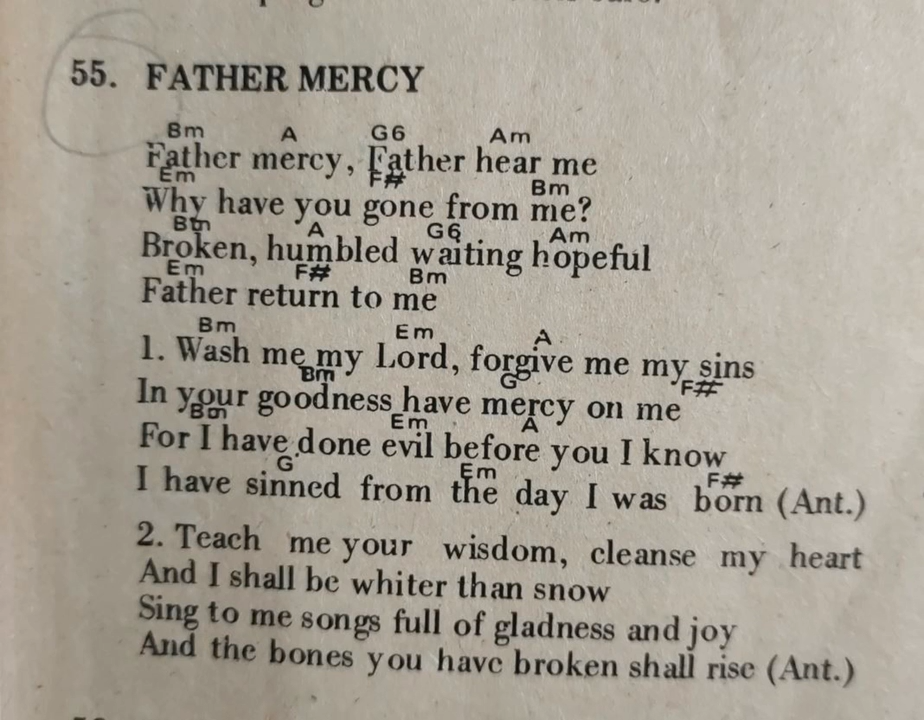 55. FATHER MERCY
Bm A G6 Am
Father mercy, Father hear me
Em F# Bm
Why have you gone from me?
Bm A G6 Am
Broken, humbled waiting hopeful
Em F# Bm
Father return to me
Bm Em A
1. Wash me my Lord, forgive me my sins
Bm G F#
In your goodness have mercy on me
Bm Em A
For I have done evil before you I know
G Em F#
I have sinned from the day I was born (Ant.)
2. Teach me your wisdom, cleanse my heart
And I shall be whiter than snow
Sing to me songs full of gladness and joy
And the bones you have broken shall rise (Ant.)